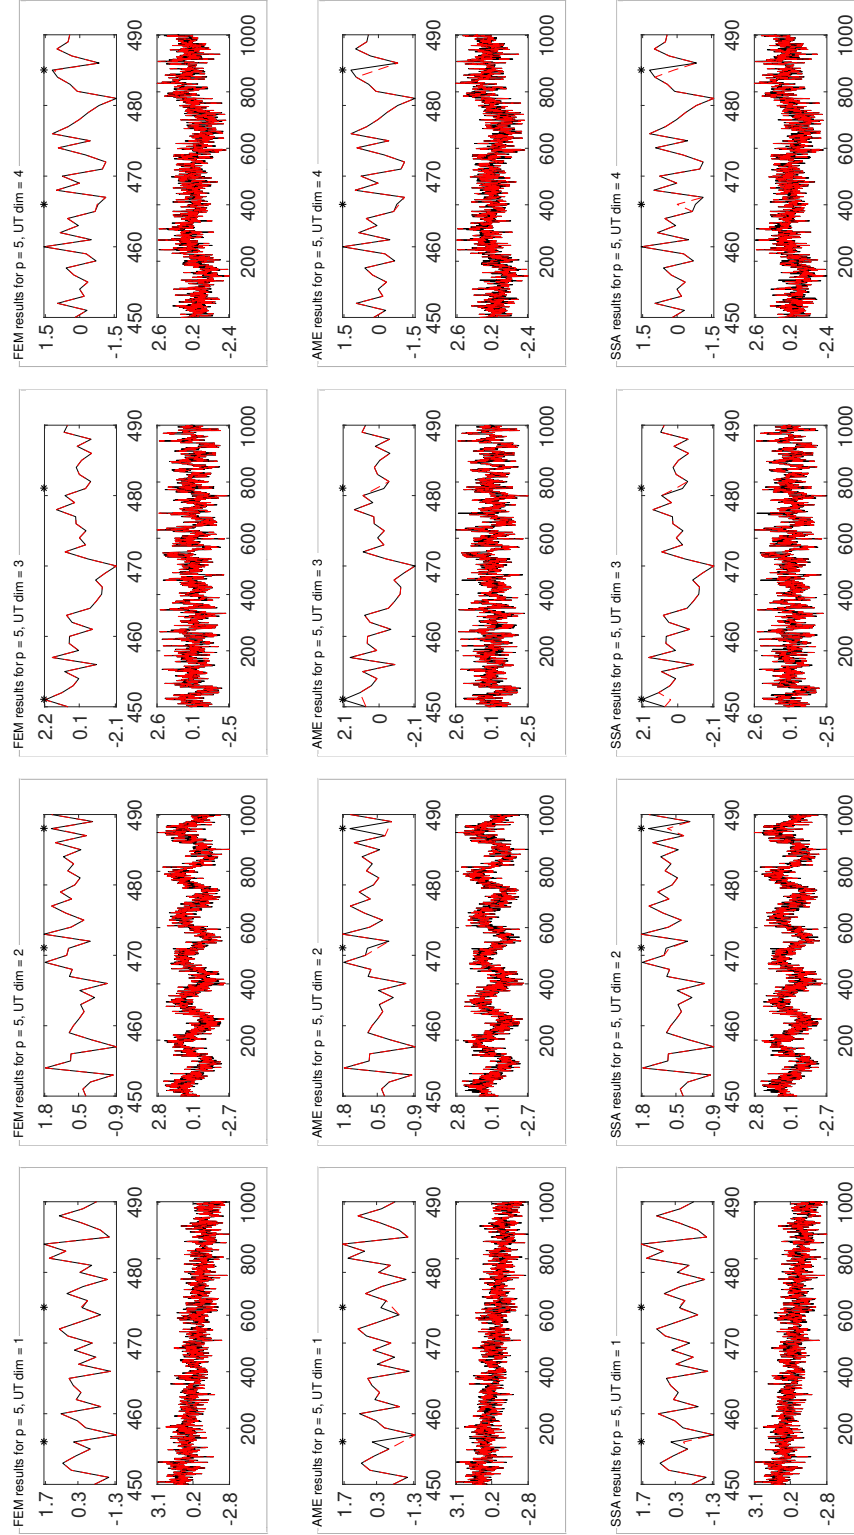 FEM results for p = 5, UT dim = 1
1.7
0.3
-1.3
450 460 470 480 490
3.1
0.2
-2.8
200 400 600 800 1000
FEM results for p = 5, UT dim = 2
1.8
0.5
-0.9
450 460 470 480 490
2.8
0.1
-2.7
200 400 600 800 1000
FEM results for p = 5, UT dim = 3
2.2
0.1
-2.1
450 460 470 480 490
2.6
0.1
-2.5
200 400 600 800 1000
FEM results for p = 5, UT dim = 4
1.5
0
-1.5
450 460 470 480 490
2.6
0.2
-2.4
200 400 600 800 1000
AME results for p = 5, UT dim = 1
1.7
0.3
-1.3
450 460 470 480 490
3.1
0.2
-2.8
200 400 600 800 1000
AME results for p = 5, UT dim = 2
1.8
0.5
-0.9
450 460 470 480 490
2.8
0.1
-2.7
200 400 600 800 1000
AME results for p = 5, UT dim = 3
2.1
0
-2.1
450 460 470 480 490
2.6
0.1
-2.5
200 400 600 800 1000
AME results for p = 5, UT dim = 4
1.5
0
-1.5
450 460 470 480 490
2.6
0.2
-2.4
200 400 600 800 1000
SSA results for p = 5, UT dim = 1
1.7
0.3
-1.3
450 460 470 480 490
3.1
0.2
-2.8
200 400 600 800 1000
SSA results for p = 5, UT dim = 2
1.8
0.5
-0.9
450 460 470 480 490
2.8
0.1
-2.7
200 400 600 800 1000
SSA results for p = 5, UT dim = 3
2.1
0
-2.1
450 460 470 480 490
2.6
0.1
-2.5
200 400 600 800 1000
SSA results for p = 5, UT dim = 4
1.5
0
-1.5
450 460 470 480 490
2.6
0.2
-2.4
200 400 600 800 1000